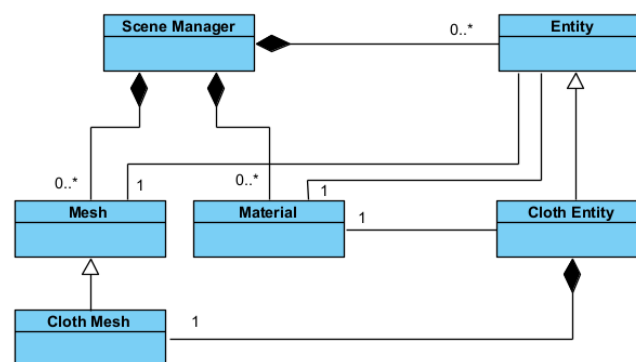 Scene Manager
Entity
0..*
0..*
1
0..*
1
Mesh
Material
1
Cloth Entity
Cloth Mesh
1